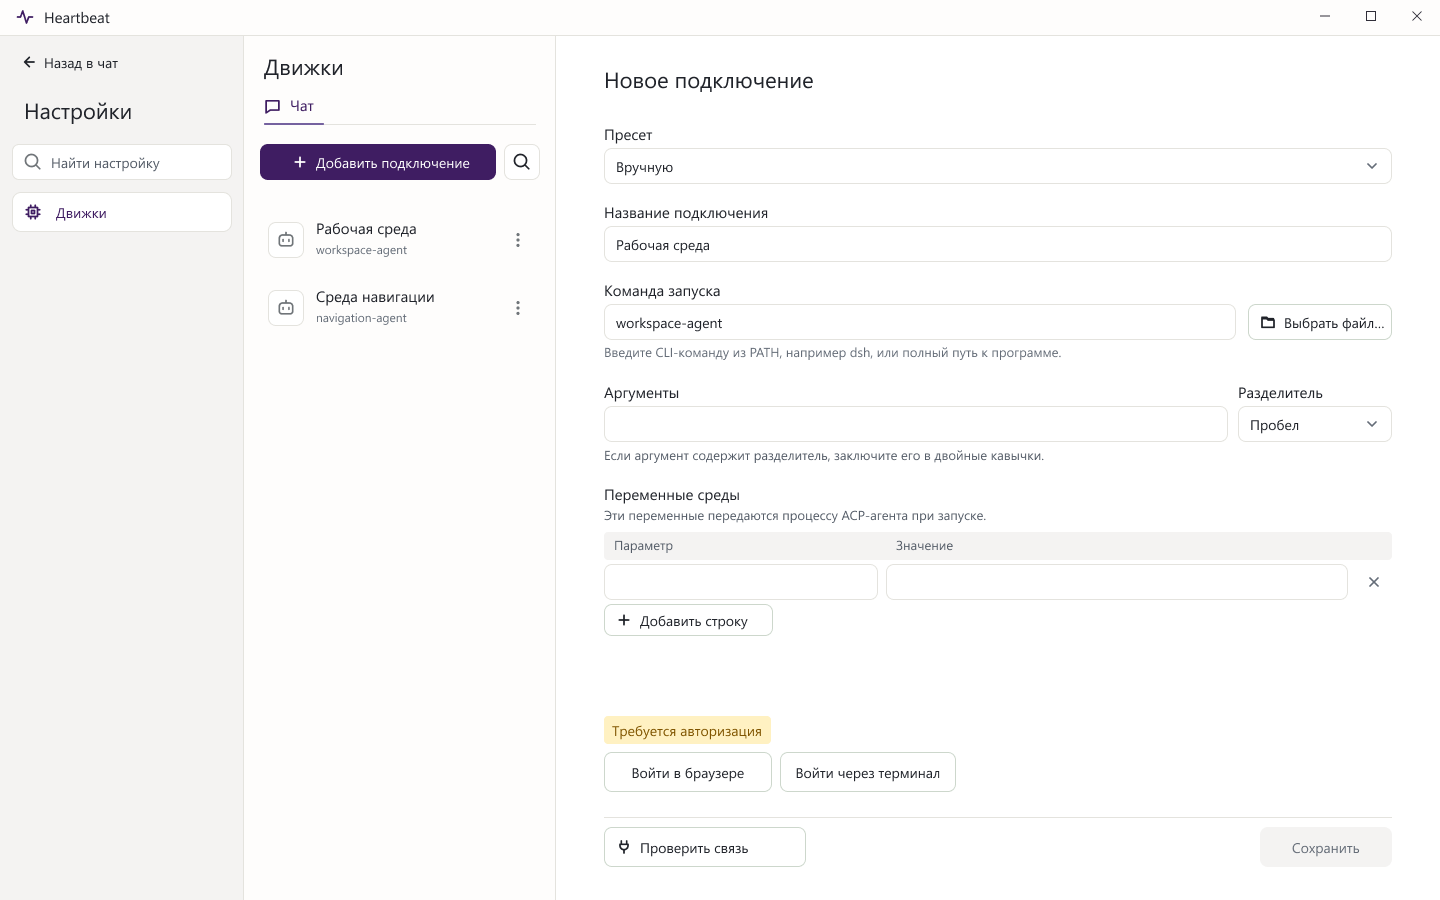 Heartbeat
Назад в чат
Настройки
Найти настройку
Движки
Движки
Чат
Добавить подключение
Рабочая среда
workspace-agent
Среда навигации
navigation-agent
Новое подключение
Пресет
Вручную
Название подключения
Рабочая среда
Команда запуска
workspace-agent
Выбрать файл...
Введите CLI-команду из PATH, например dsh, или полный путь к программе.
Аргументы
Разделитель
Пробел
Если аргумент содержит разделитель, заключите его в двойные кавычки.
Переменные среды
Эти переменные передаются процессу ACP-агента при запуске.
Параметр
Значение
Добавить строку
Требуется авторизация
Войти в браузере
Войти через терминал
Проверить связь
Сохранить